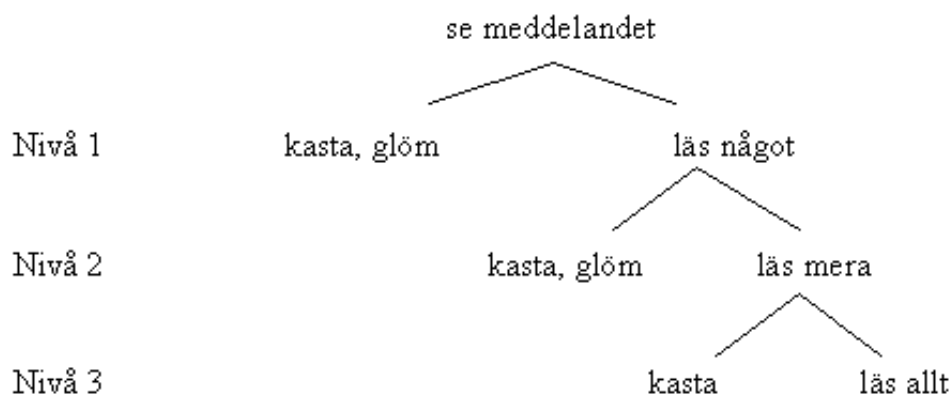 se meddelandet
Nivå 1 kasta, glöm läs något
Nivå 2 kasta, glöm läs mera
Nivå 3 kasta läs allt